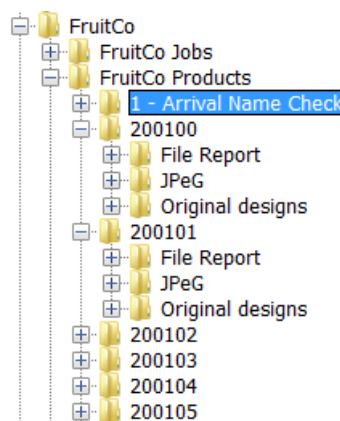 FruitCo
FruitCo Jobs
FruitCo Products
1 - Arrival Name Check
200100
File Report
JPeG
Original designs
200101
File Report
JPeG
Original designs
200102
200103
200104
200105